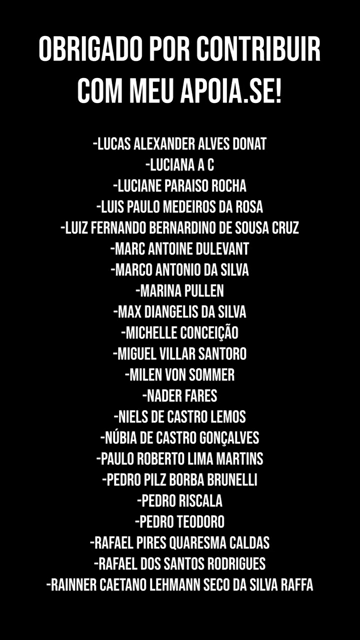 OBRIGADO POR CONTRIBUIR
COM MEU APOIA.SE!
-LUCAS ALEXANDER ALVES DONAT
-LUCIANA A C
-LUCIANE PARAISO ROCHA
-LUIS PAULO MEDEIROS DA ROSA
-LUIZ FERNANDO BERNARDINO DE SOUSA CRUZ
-MARC ANTOINE DULEVANT
-MARCO ANTONIO DA SILVA
-MARINA PULLEN
-MAX DIANGELIS DA SILVA
-MICHELLE CONCEIÇÃO
-MIGUEL VILLAR SANTORO
-MILEN VON SOMMER
-NADER FARES
-NIELS DE CASTRO LEMOS
-NÚBIA DE CASTRO GONÇALVES
-PAULO ROBERTO LIMA MARTINS
-PEDRO PILZ BORBA BRUNELLI
-PEDRO RISCALA
-PEDRO TEODORO
-RAFAEL PIRES QUARESMA CALDAS
-RAFAEL DOS SANTOS RODRIGUES
-RAINNER CAETANO LEHMANN SECO DA SILVA RAFFA